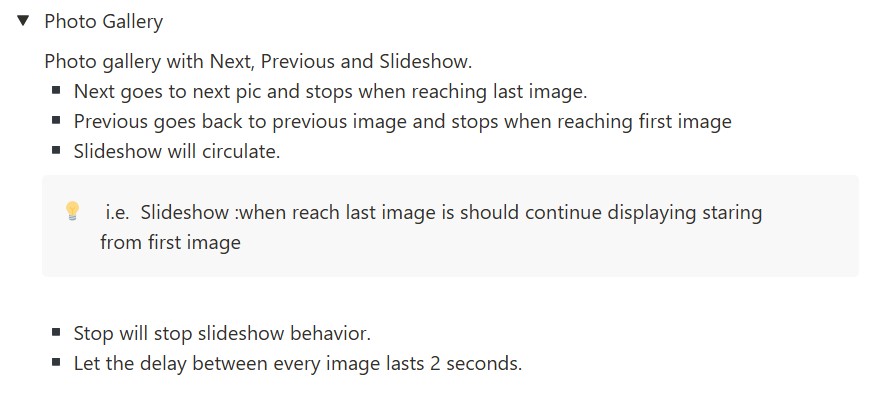 Photo Gallery
Photo gallery with Next, Previous and Slideshow.
Next goes to next pic and stops when reaching last image.
Previous goes back to previous image and stops when reaching first image
Slideshow will circulate.
i.e. Slideshow :when reach last image is should continue displaying staring
from first image
Stop will stop slideshow behavior.
Let the delay between every image lasts 2 seconds.